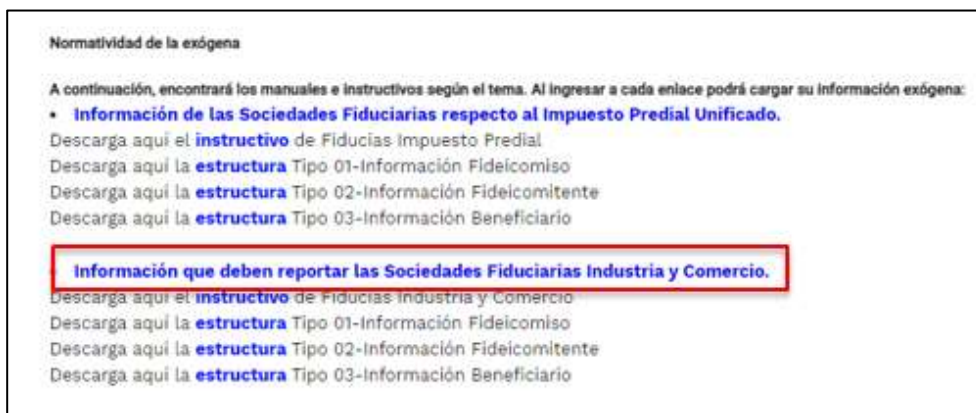 Normatividad de la exógena
A continuación, encontrará los manuales e instructivos según el tema. Al ingresar a cada enlace podrá cargar su información exógena:
• Información de las Sociedades Fiduciarias respecto al Impuesto Predial Unificado.
Descarga aquí el instructivo de Fiducias Impuesto Predial
Descarga aquí la estructura Tipo 01-Información Fideicomiso
Descarga aquí la estructura Tipo 02-Información Fideicomitente
Descarga aquí la estructura Tipo 03-Información Beneficiario
Información que deben reportar las Sociedades Fiduciarias Industria y Comercio.
Descarga aquí el instructivo de Fiducias Industria y Comercio
Descarga aquí la estructura Tipo 01-Información Fideicomiso
Descarga aquí la estructura Tipo 02-Información Fideicomitente
Descarga aquí la estructura Tipo 03-Información Beneficiario